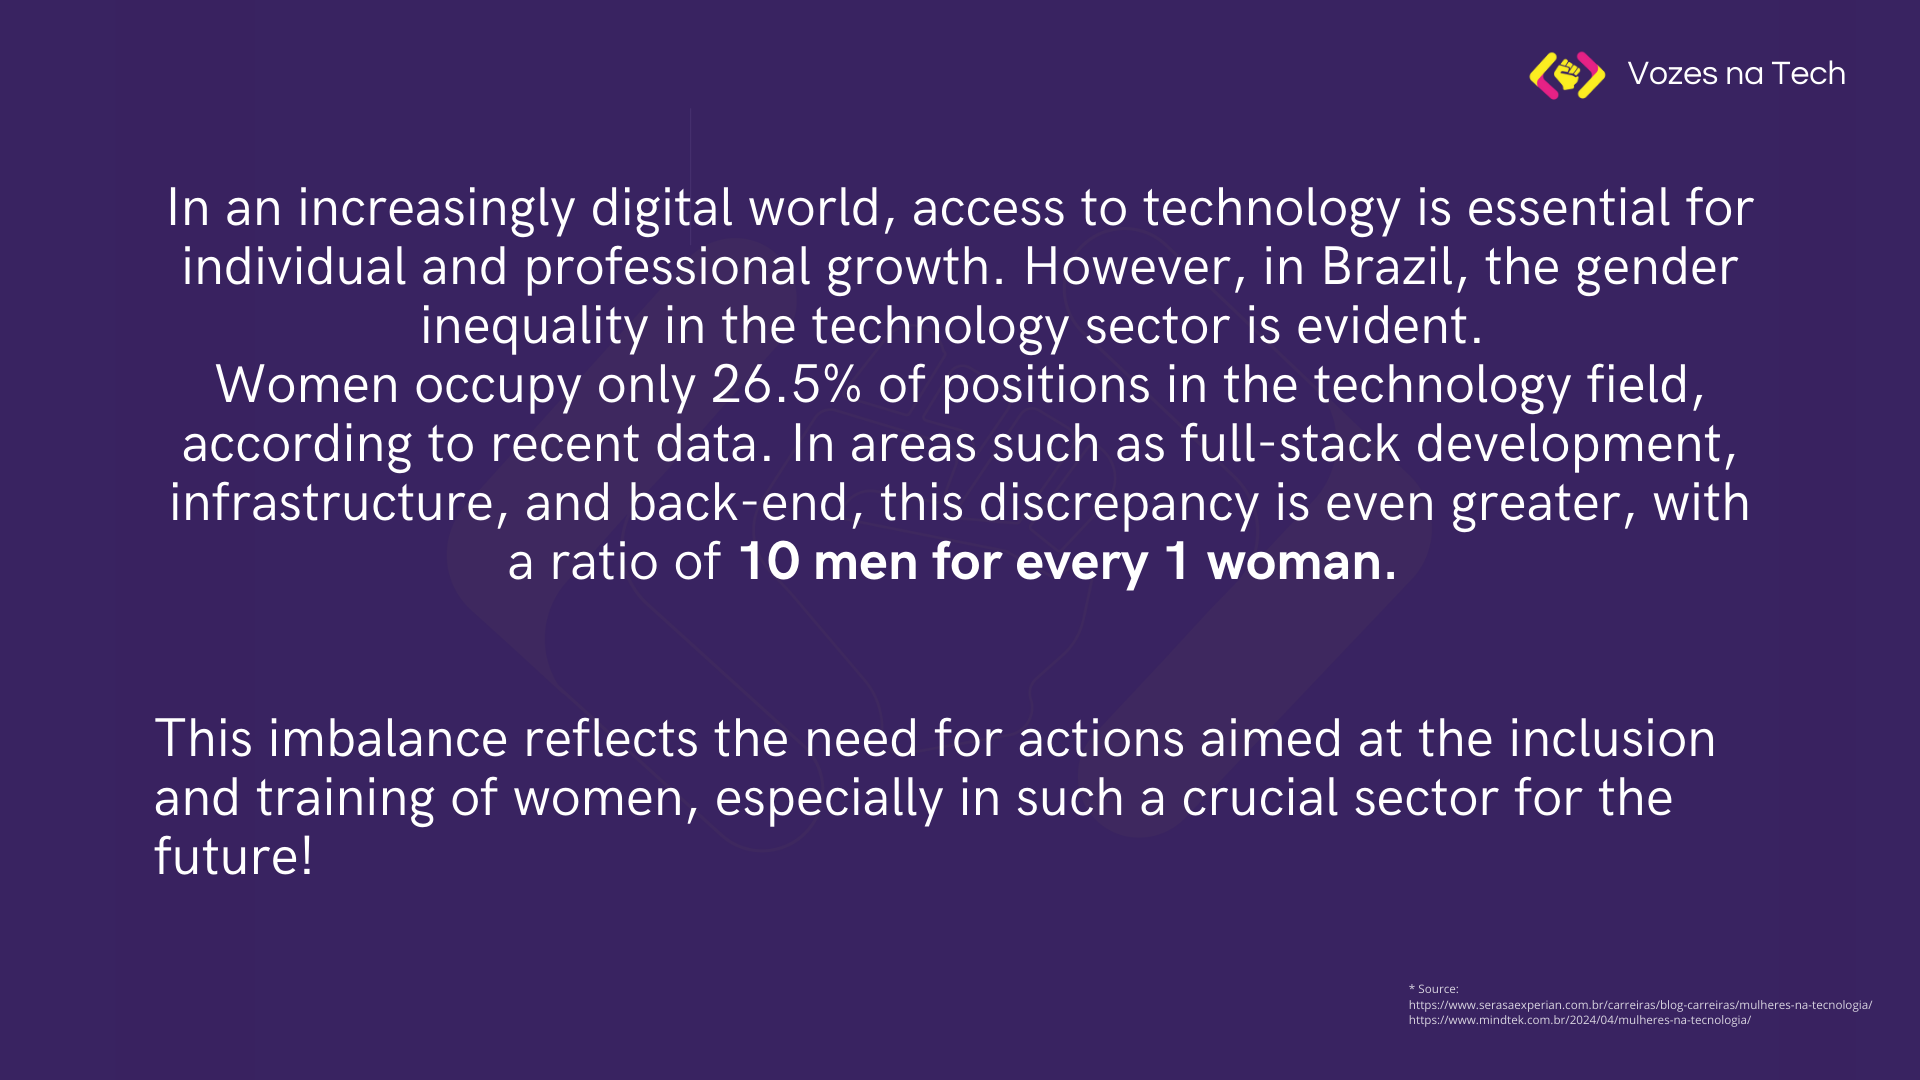 Vozes na Tech
In an increasingly digital world, access to technology is essential for
individual and professional growth. However, in Brazil, the gender
inequality in the technology sector is evident.
Women occupy only 26.5% of positions in the technology field,
according to recent data. In areas such as full-stack development,
infrastructure, and back-end, this discrepancy is even greater, with
a ratio of 10 men for every 1 woman.
This imbalance reflects the need for actions aimed at the inclusion
and training of women, especially in such a crucial sector for the
future!
* Source:
https://www.serasaexperian.com.br/carreiras/blog-carreiras/mulheres-na-tecnologia/
https://www.mindtek.com.br/2024/04/mulheres-na-tecnologia/